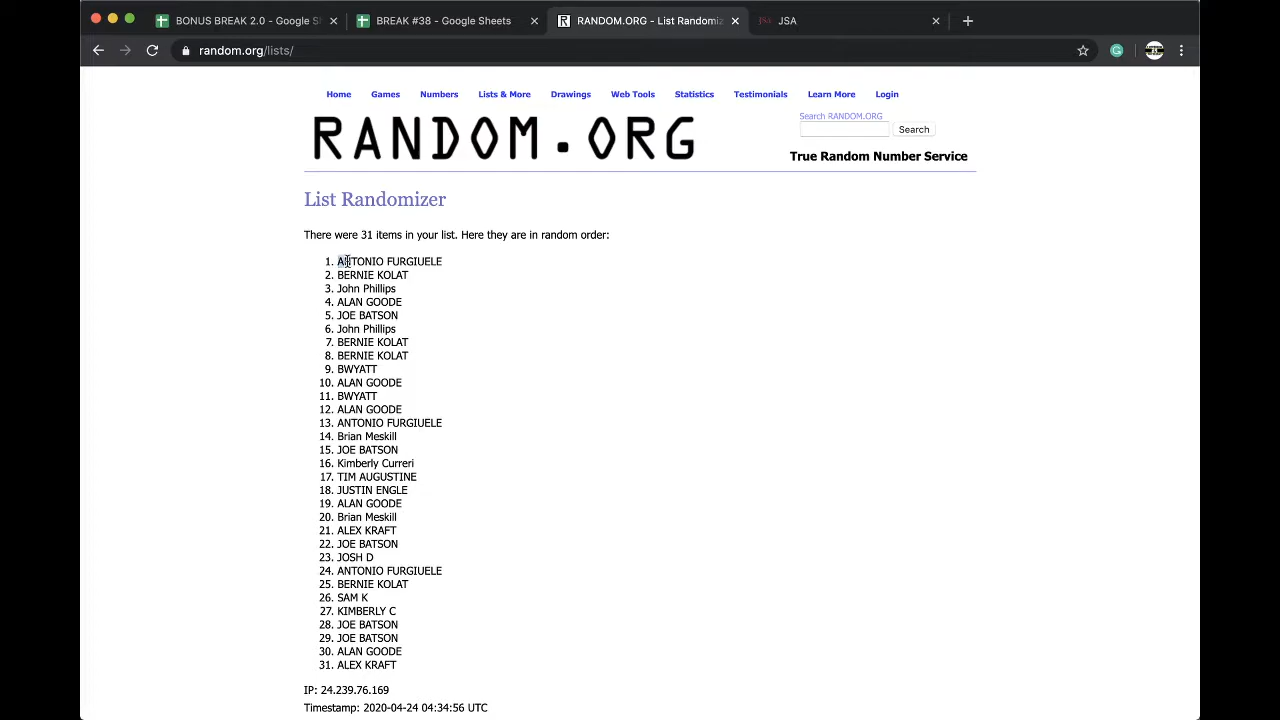 BONUS BREAK 2.0 - Google S
BREAK #38 - Google Sheets
RANDOM.ORG - List Randomiz
JSA JSA
random.org/lists/
Home Games Numbers Lists & More Drawings Web Tools Statistics Testimonials Learn More Login
RANDOM.ORG
Search RANDOM.ORG
Search
True Random Number Service
List Randomizer
There were 31 items in your list. Here they are in random order:
1. ANTONIO FURGIUELE
2. BERNIE KOLAT
3. John Phillips
4. ALAN GOODE
5. JOE BATSON
6. John Phillips
7. BERNIE KOLAT
8. BERNIE KOLAT
9. BWYATT
10. ALAN GOODE
11. BWYATT
12. ALAN GOODE
13. ANTONIO FURGIUELE
14. Brian Meskill
15. JOE BATSON
16. Kimberly Curreri
17. TIM AUGUSTINE
18. JUSTIN ENGLE
19. ALAN GOODE
20. Brian Meskill
21. ALEX KRAFT
22. JOE BATSON
23. JOSH D
24. ANTONIO FURGIUELE
25. BERNIE KOLAT
26. SAM K
27. KIMBERLY C
28. JOE BATSON
29. JOE BATSON
30. ALAN GOODE
31. ALEX KRAFT
IP: 24.239.76.169
Timestamp: 2020-04-24 04:34:56 UTC